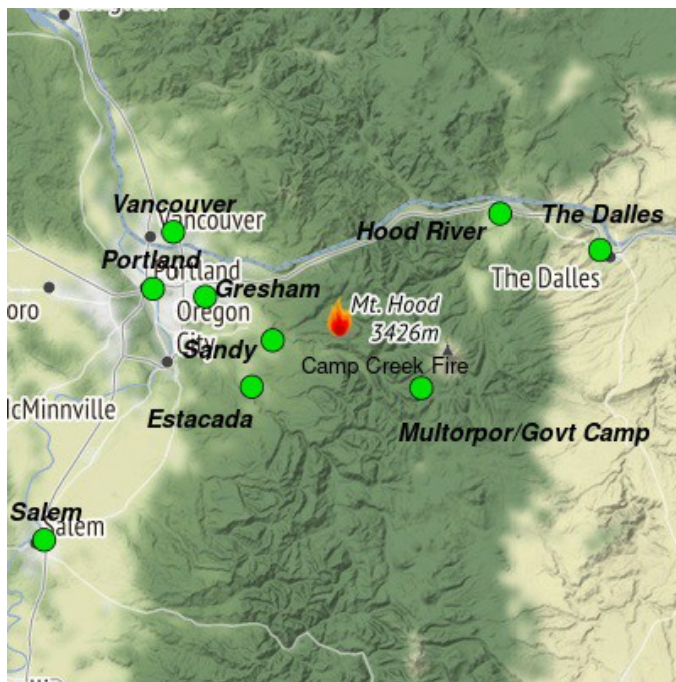 Vancouver
Vancouver
Portland
Portland
Hood River
The Dalles
The Dalles
Gresham
Mt. Hood
3426m
oro
Oregon
City
Sandy
Camp Creek Fire
cMinnville
Estacada
Multorpor/Govt Camp
Salem
Salem